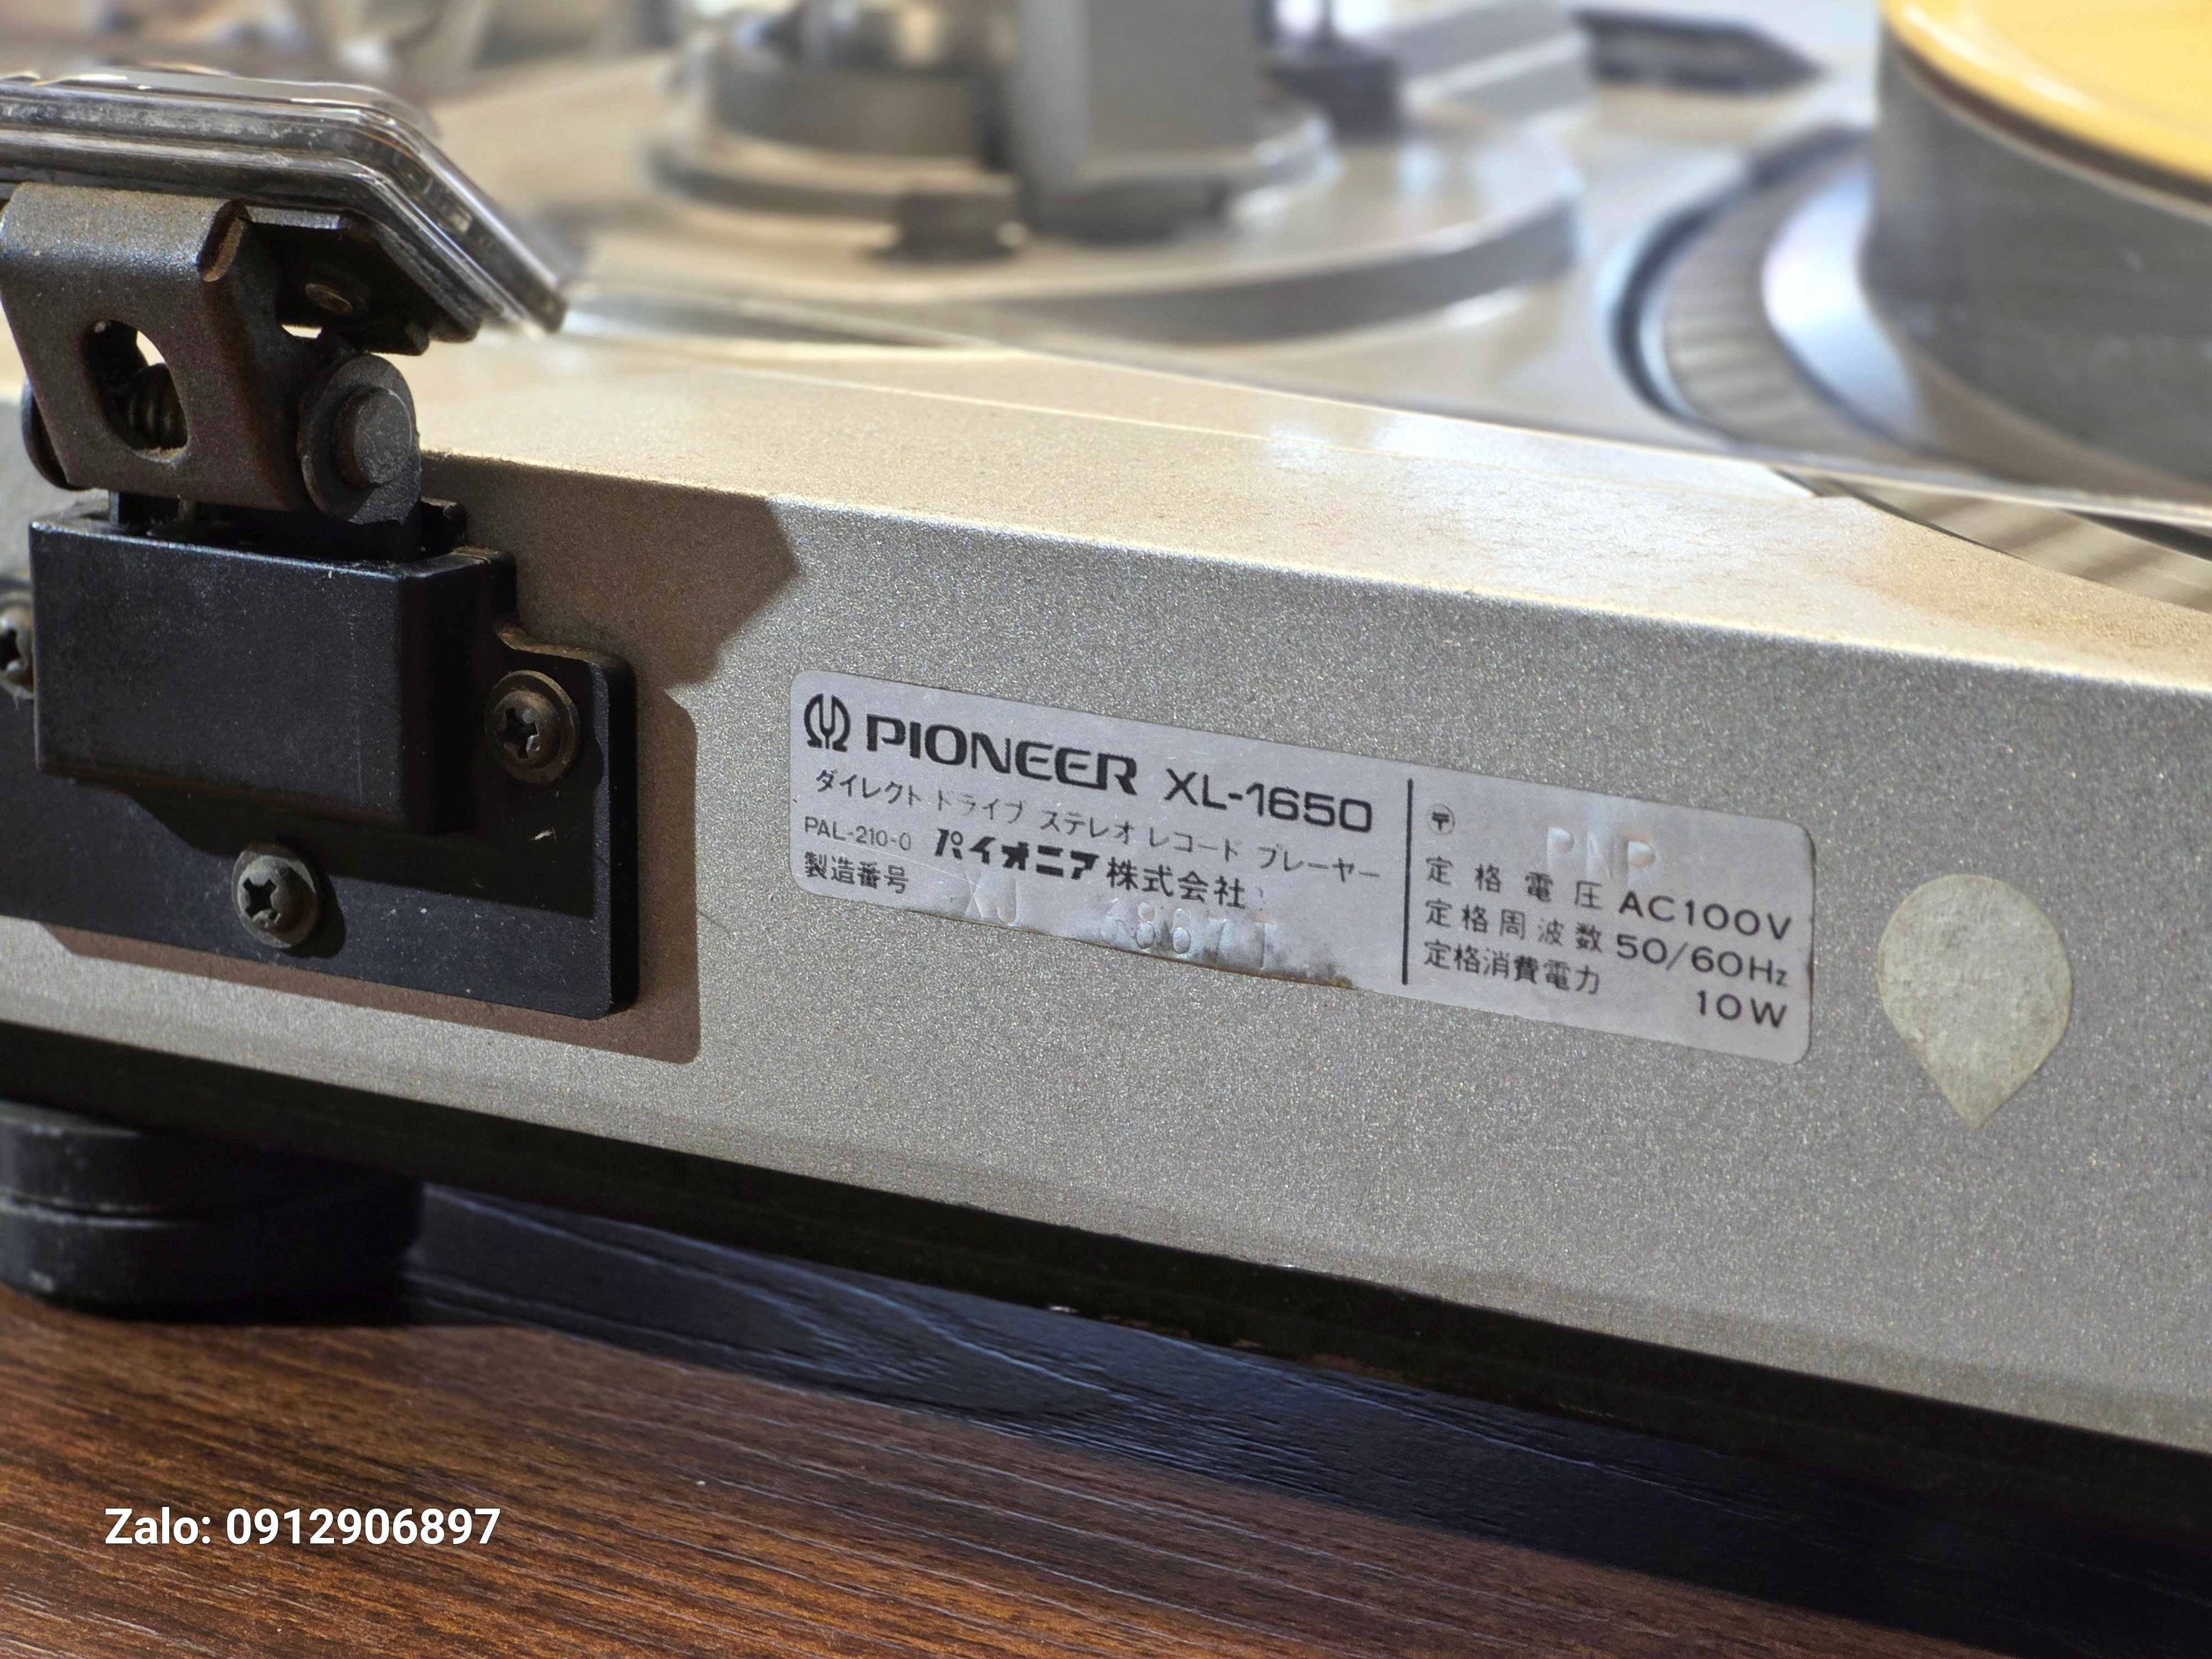 PIONEER XL-1650
ダイレクト ドライブ ステレオ レコード プレーヤー
PAL-210-0 パイオニア株式会社
製造番号 XJ
〒 PNP
定格電圧 AC100V
定格周波数 50/60Hz
定格消費電力 10W
Zalo: 0912906897